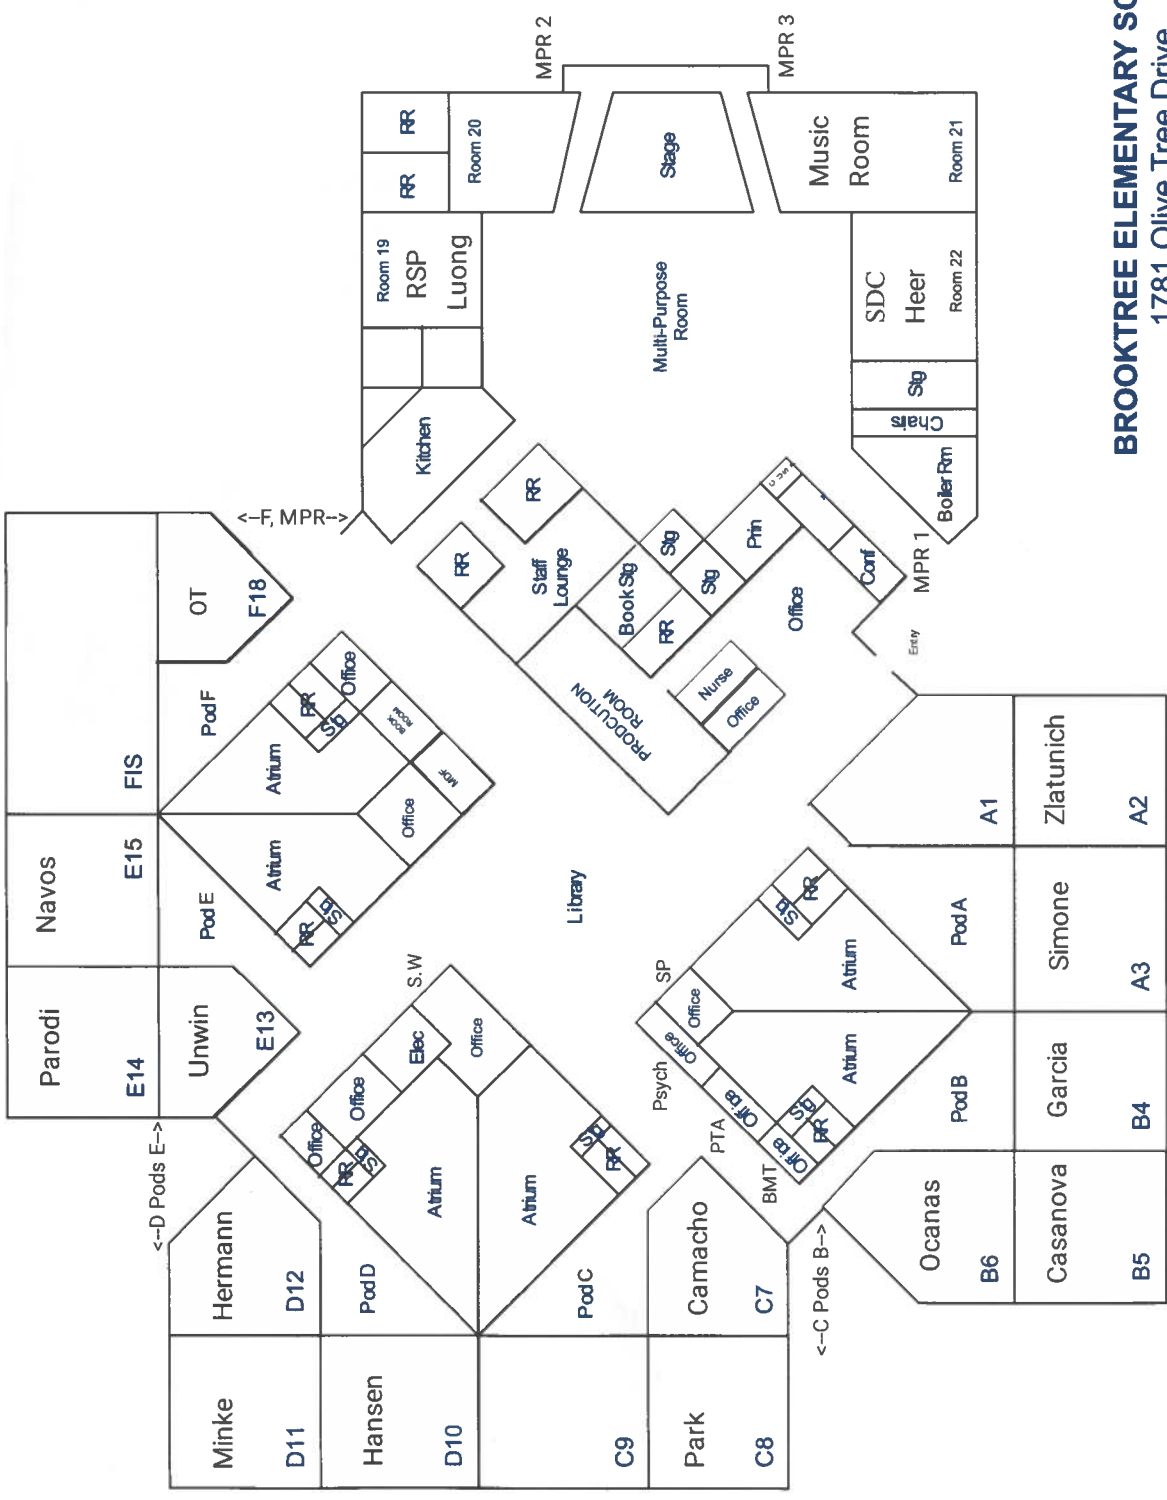 BROOKTREE ELEMENTARY SC
1781 Olive Tree Drive
Parodi
E14
Navos
E15
FIS
Unwin
E13
Pod E
Pod F
OT
F18
<--F, MPR-->
<--D Pods E-->
Atrium
RR
Stg
Atrium
RR
Stg
Office
BOOK
ROOM
MDF
Office
Hermann
D12
Minke
D11
Hansen
D10
Pod D
Office
Office
RR
Stg
Elec
S.W
Office
Atrium
Atrium
Stg
RR
Pod C
C9
Park
C8
Camacho
C7
<--C Pods B-->
Library
SP
Office
Psych
Office
PTA
Office
BMT
Office
Stg
RR
Atrium
Atrium
Stg
RR
Pod B
Pod A
Ocanas
B6
Casanova
B5
Garcia
B4
Simone
A3
Zlatunich
A2
A1
PRODCUTION
ROOM
Nurse
Office
Office
Entry
RR
RR
Staff
Lounge
Book Stg
RR
Stg
Stg
Prin
Conf
MPR 1
Kitchen
Room 19
RSP
Luong
RR
RR
Room 20
MPR 2
Stage
MPR 3
Multi-Purpose
Room
Music
Room
Room 21
SDC
Heer
Room 22
Stg
Chairs
Boiler Rm